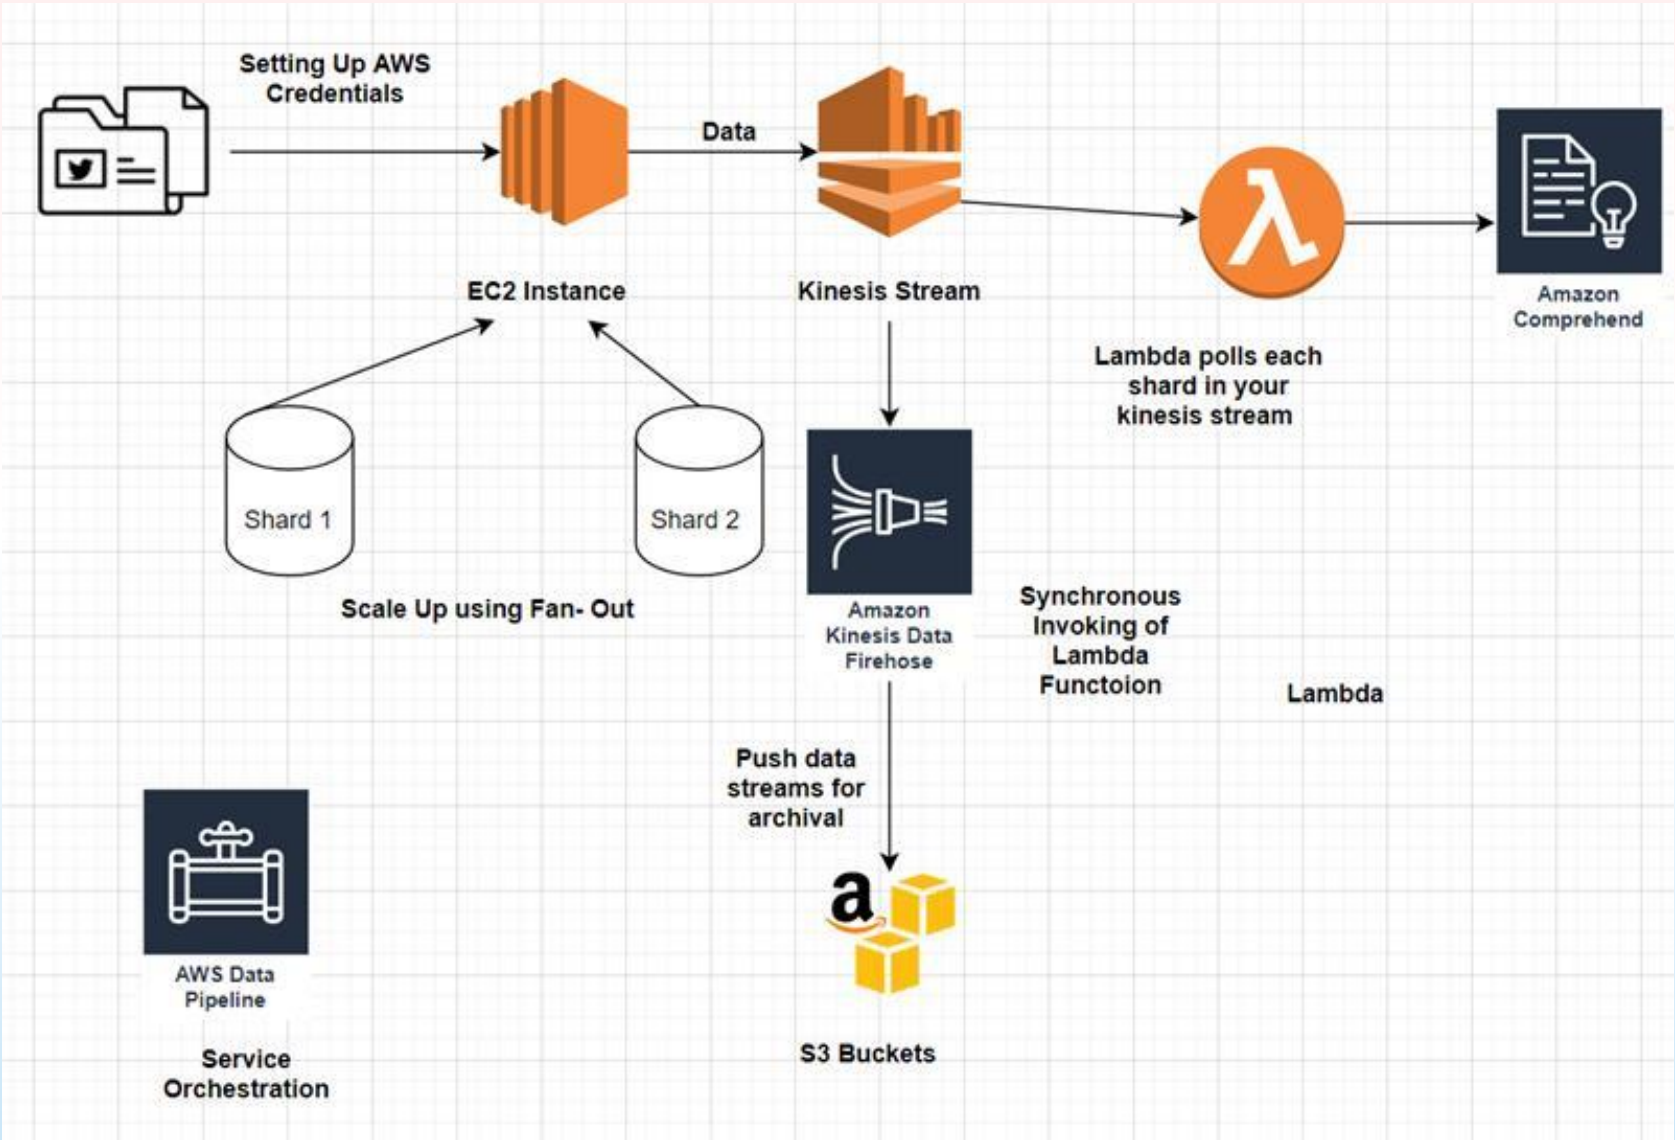 Setting Up AWS
Credentials
Data
EC2 Instance
Kinesis Stream
Amazon
Comprehend
Lambda polls each
shard in your
kinesis stream
Shard 1
Shard 2
Scale Up using Fan- Out
Amazon
Kinesis Data
Firehose
Synchronous
Invoking of
Lambda
Functoion
Lambda
Push data
streams for
archival
a
AWS Data
Pipeline
Service
Orchestration
S3 Buckets